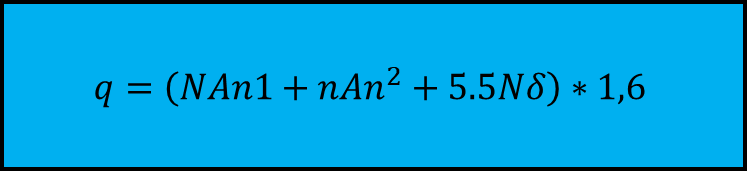 q = (NAn1 + nAn² + 5.5Nδ) ∗ 1,6